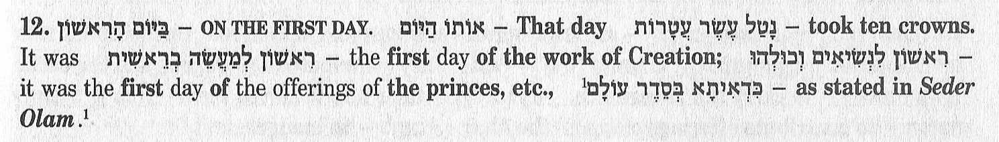 12. בַּיּוֹם הָרִאשׁוֹן – ON THE FIRST DAY. אוֹתוֹ הַיּוֹם – That day נָטַל עֶשֶׂר עֲטָרוֹת – took ten crowns.
It was רִאשׁוֹן לְמַעֲשֵׂה בְרֵאשִׁית – the first day of the work of Creation; רִאשׁוֹן לִנְשִׂיאִים וְכוּלְּהוּ –
it was the first day of the offerings of the princes, etc., כִּדְאִיתָא בְּסֵדֶר עוֹלָם¹ – as stated in Seder
Olam.¹